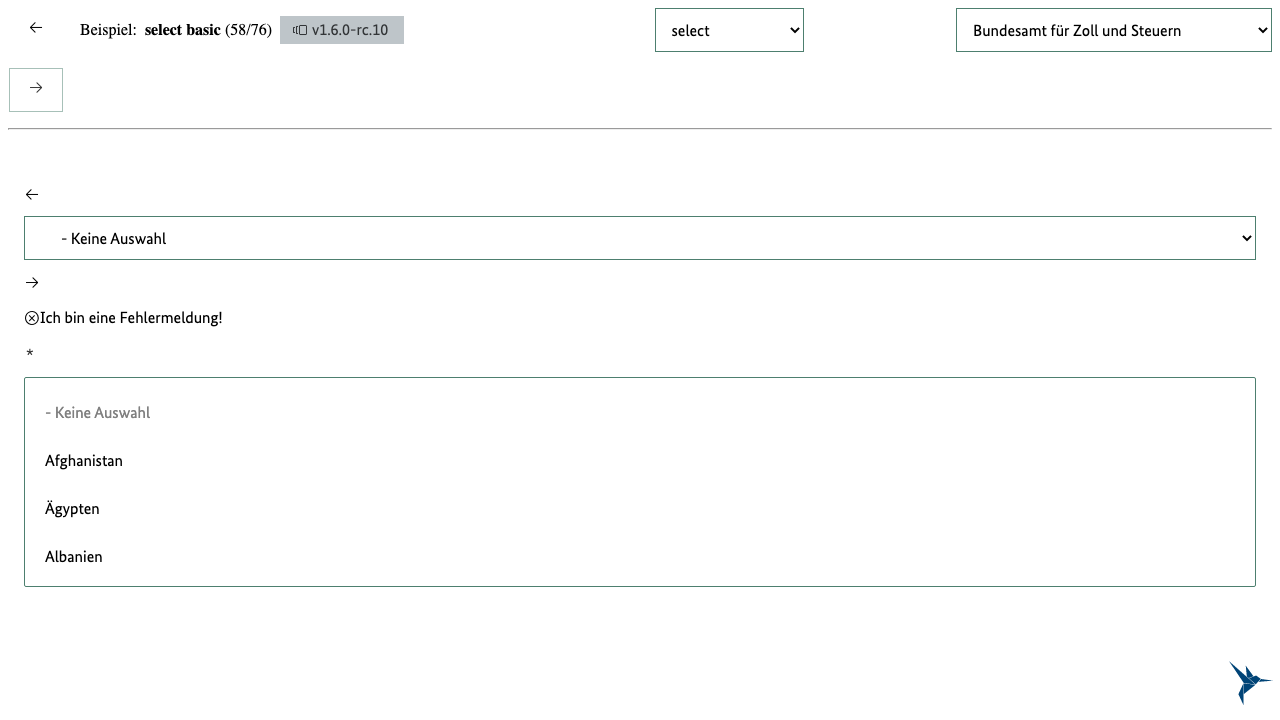 Beispiel: select basic (58/76) v1.6.0-rc.10 select Bundesamt für Zoll und Steuern
- Keine Auswahl
Ich bin eine Fehlermeldung!
*
- Keine Auswahl
Afghanistan
Ägypten
Albanien